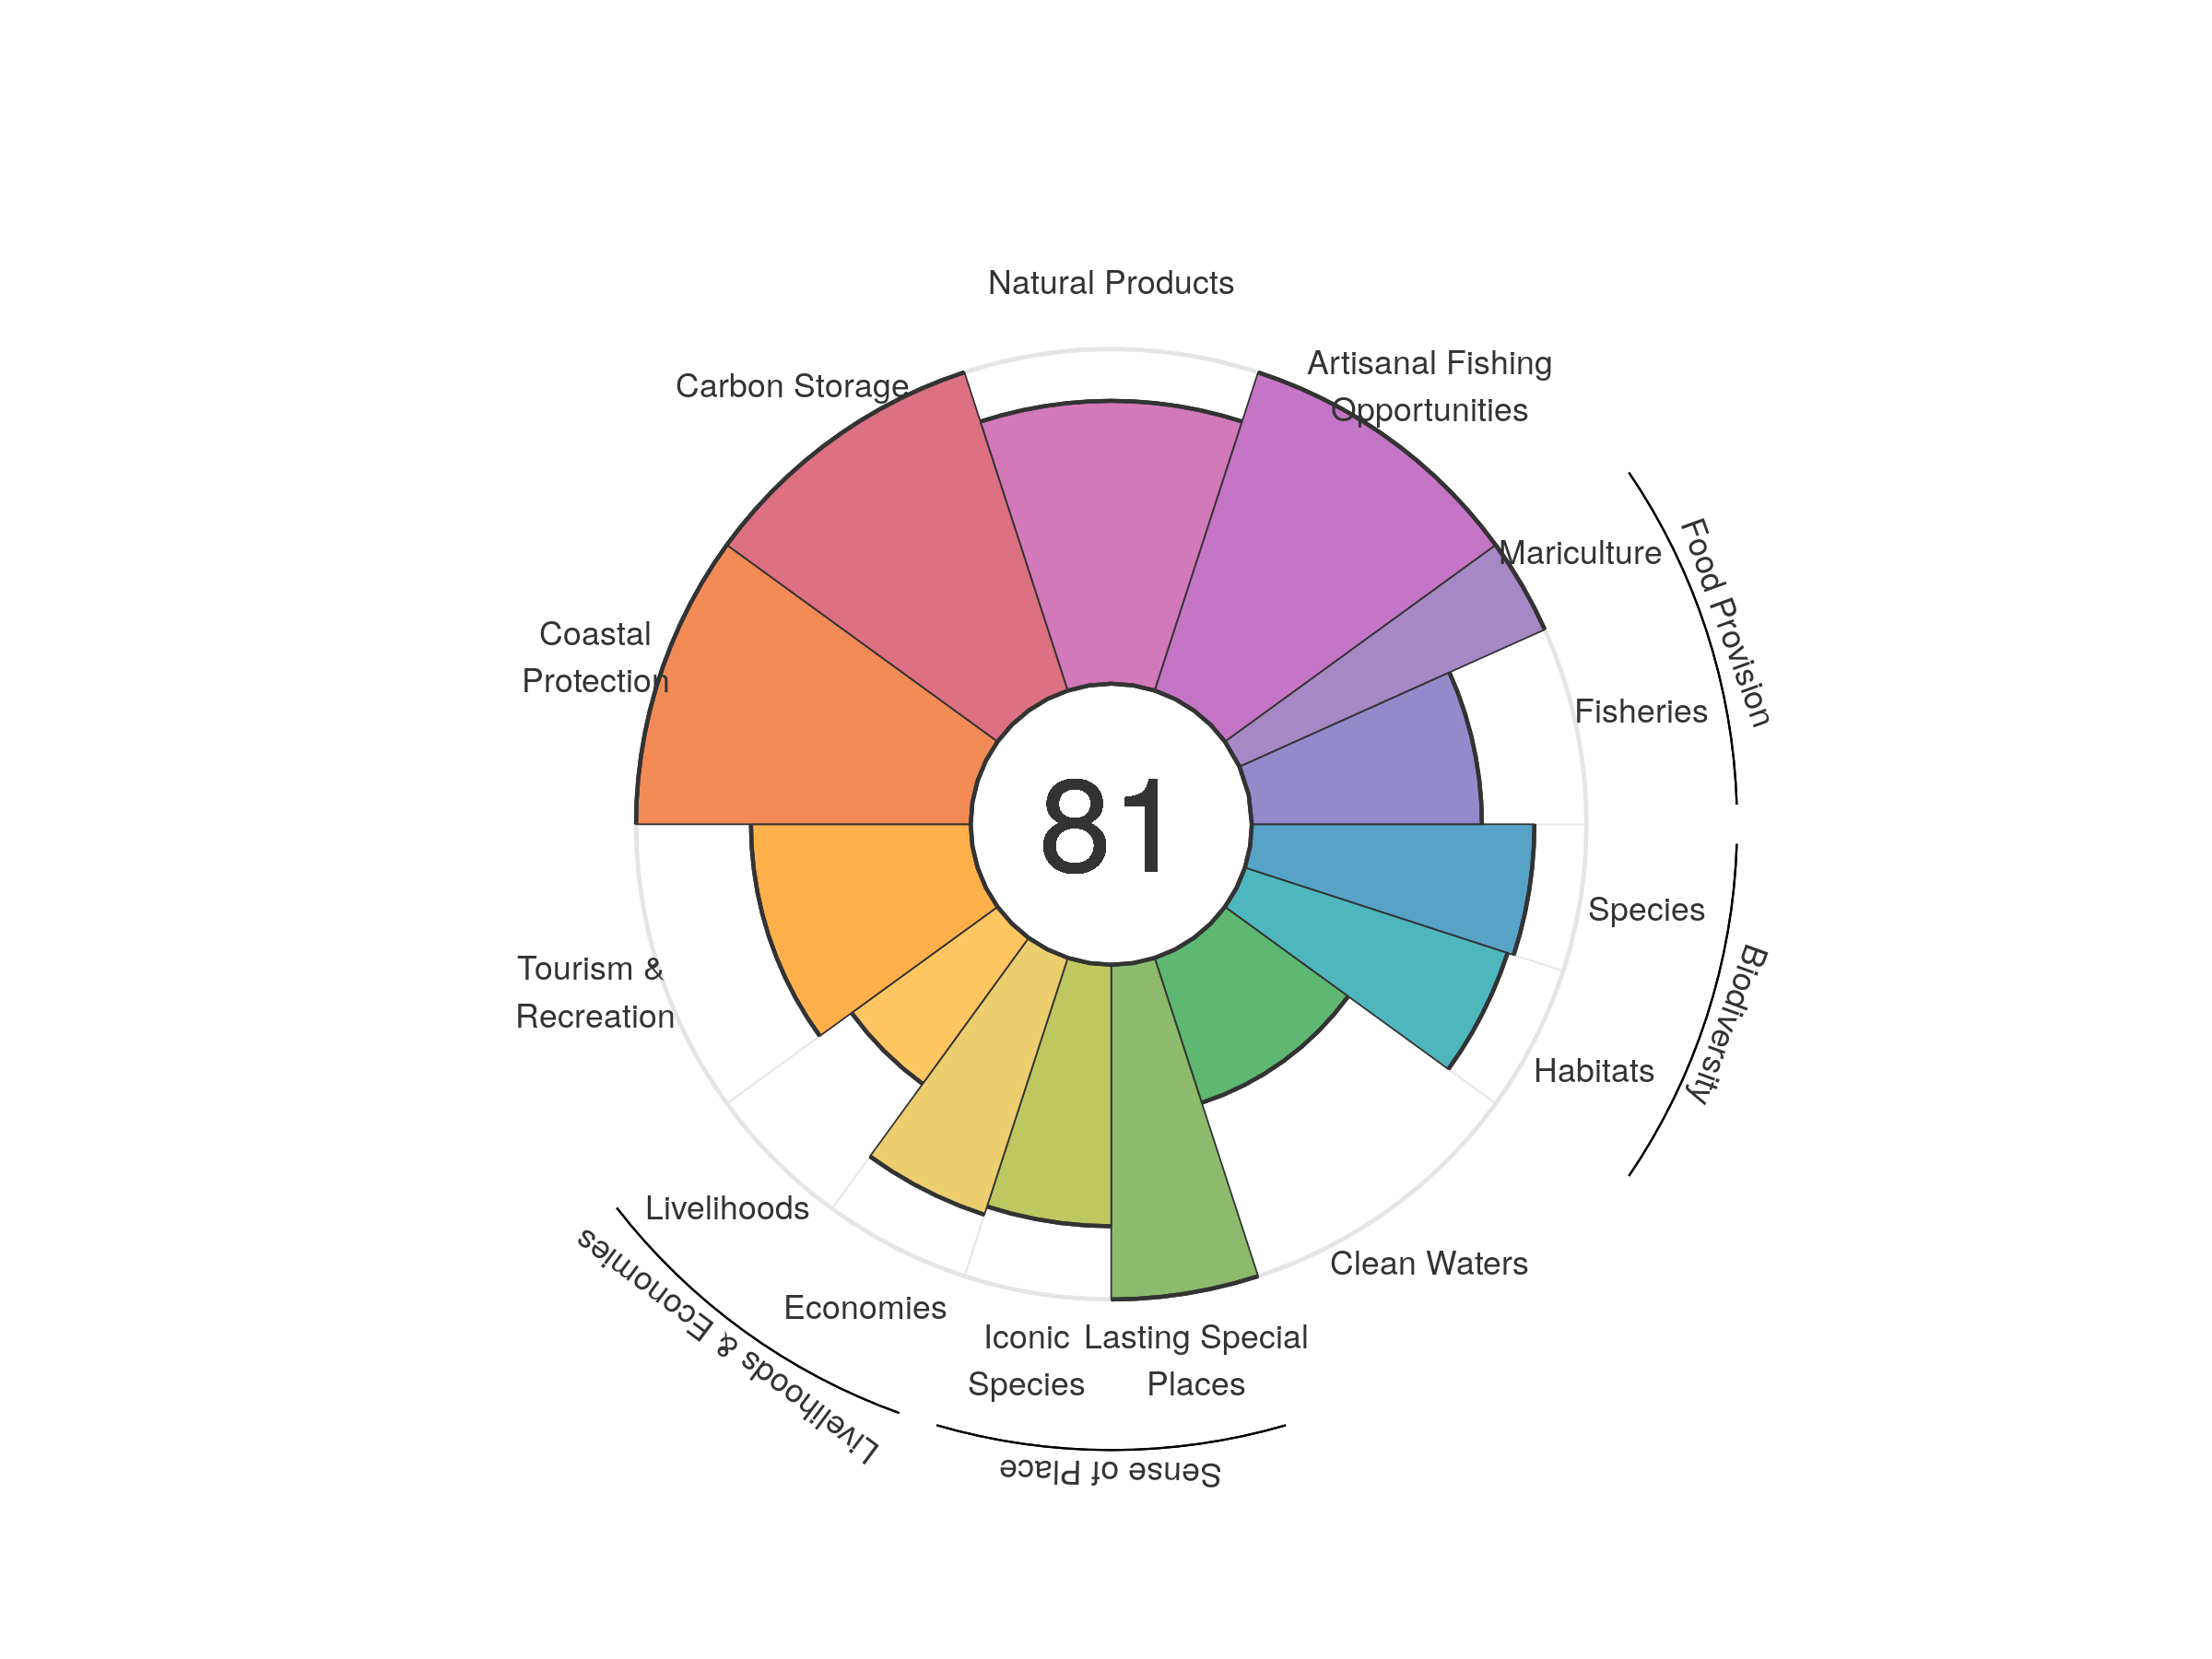 Natural Products
Artisanal Fishing
Opportunities
Carbon Storage
Mariculture
Food Provision
Coastal
Protection
Fisheries
81
Species
Biodiversity
Tourism &
Recreation
Habitats
Livelihoods
Livelihoods & Economies
Clean Waters
Economies
Iconic
Species
Lasting Special
Places
Sense of Place